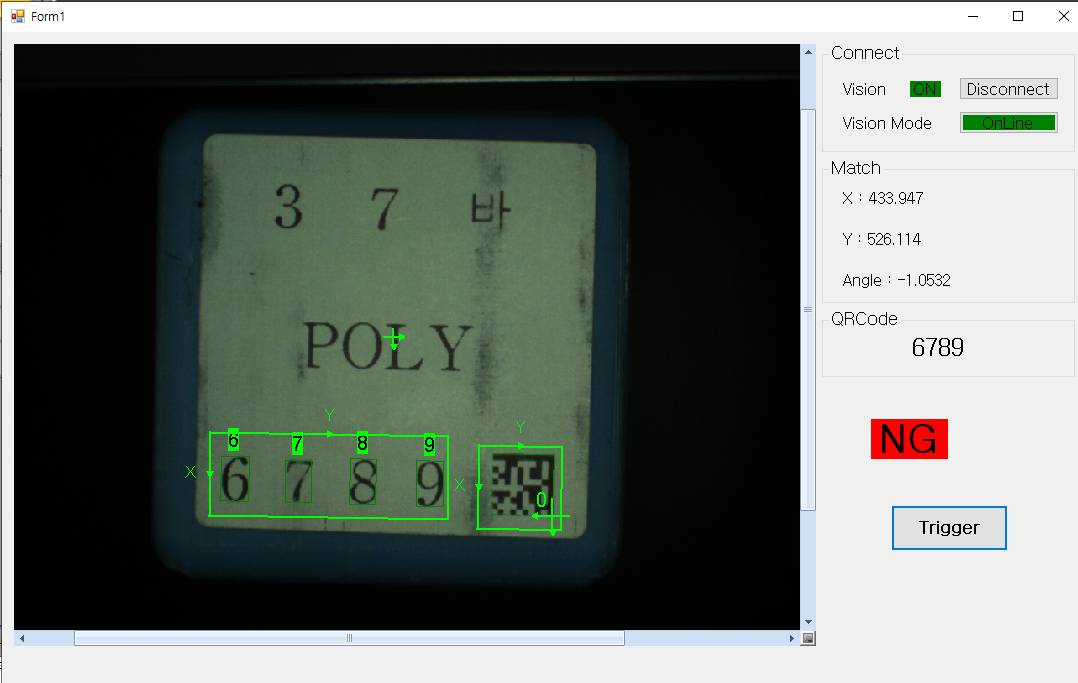 Form1
Connect
Vision ON Disconnect
Vision Mode OnLine
Match
X : 433.947
Y : 526.114
Angle : -1.0532
QRCode
6789
NG
Trigger
3 7 바
POLY
Y
6 7 8 9
X
6 7 8 9
Y
X
0